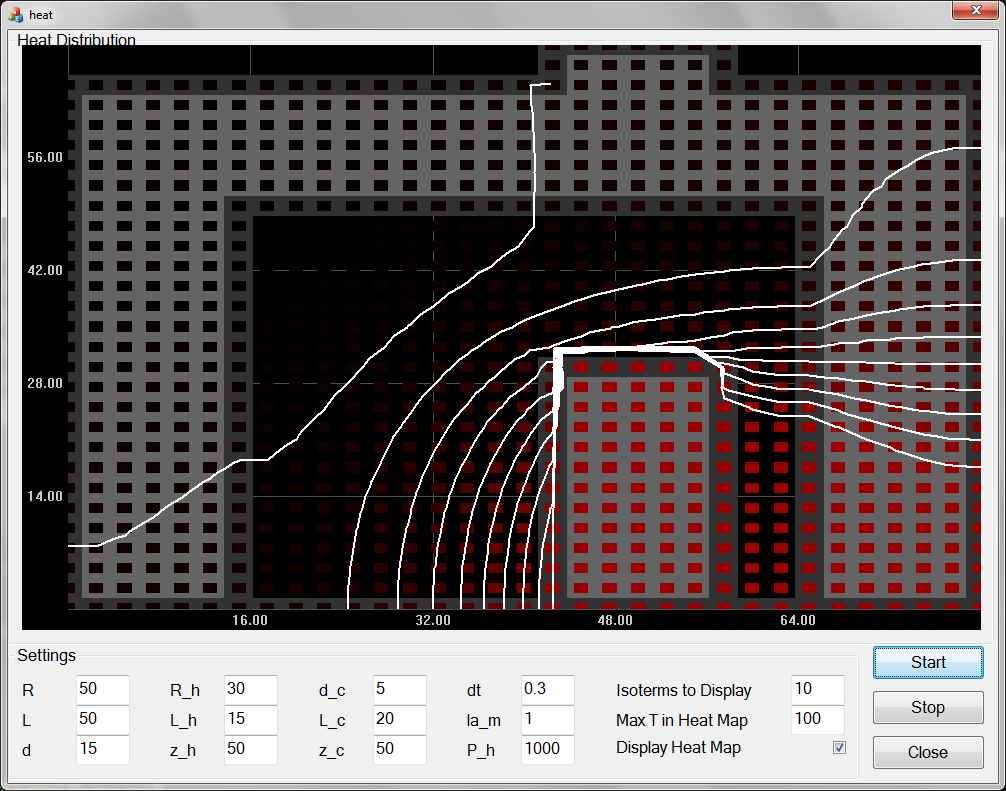 heat
Heat Distribution
56.00
42.00
28.00
14.00
16.00 32.00 48.00 64.00
Settings
R 50 R_h 30 d_c 5 dt 0.3 Isoterms to Display 10
L 50 L_h 15 L_c 20 la_m 1 Max T in Heat Map 100
d 15 z_h 50 z_c 50 P_h 1000 Display Heat Map
Start
Stop
Close